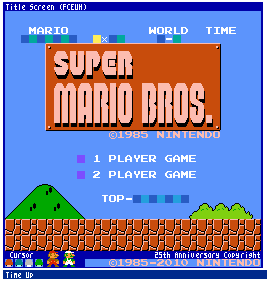 Title Screen (FCEUX)
MARIO WORLD TIME
x -
SUPER
MARIO BROS.
©1985 NINTENDO
1 PLAYER GAME
2 PLAYER GAME
TOP-
Cursor 25th Anniversary Copyright
©1985-2010 NINTENDO
Time Up